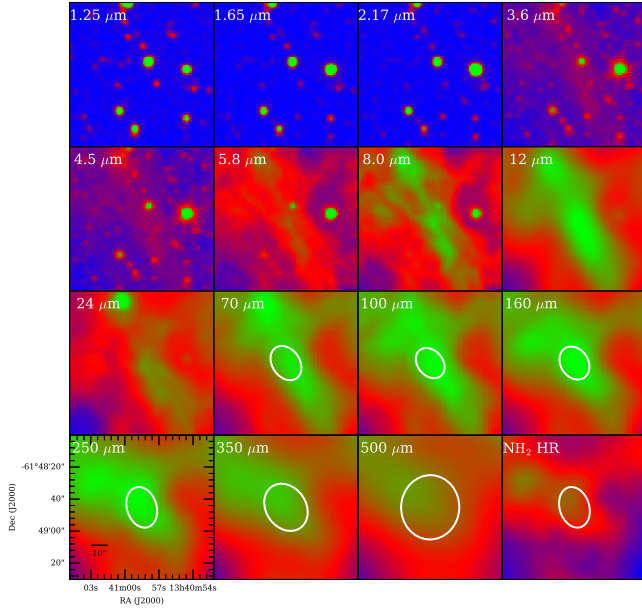 1.25 μm
1.65 μm
2.17 μm
3.6 μm
4.5 μm
5.8 μm
8.0 μm
12 μm
24 μm
70 μm
100 μm
160 μm
250 μm
350 μm
500 μm
NH₂ HR
-61°48'20"
40"
49'00"
20"
Dec (J2000)
10"
03s
41m00s
57s
13h40m54s
RA (J2000)